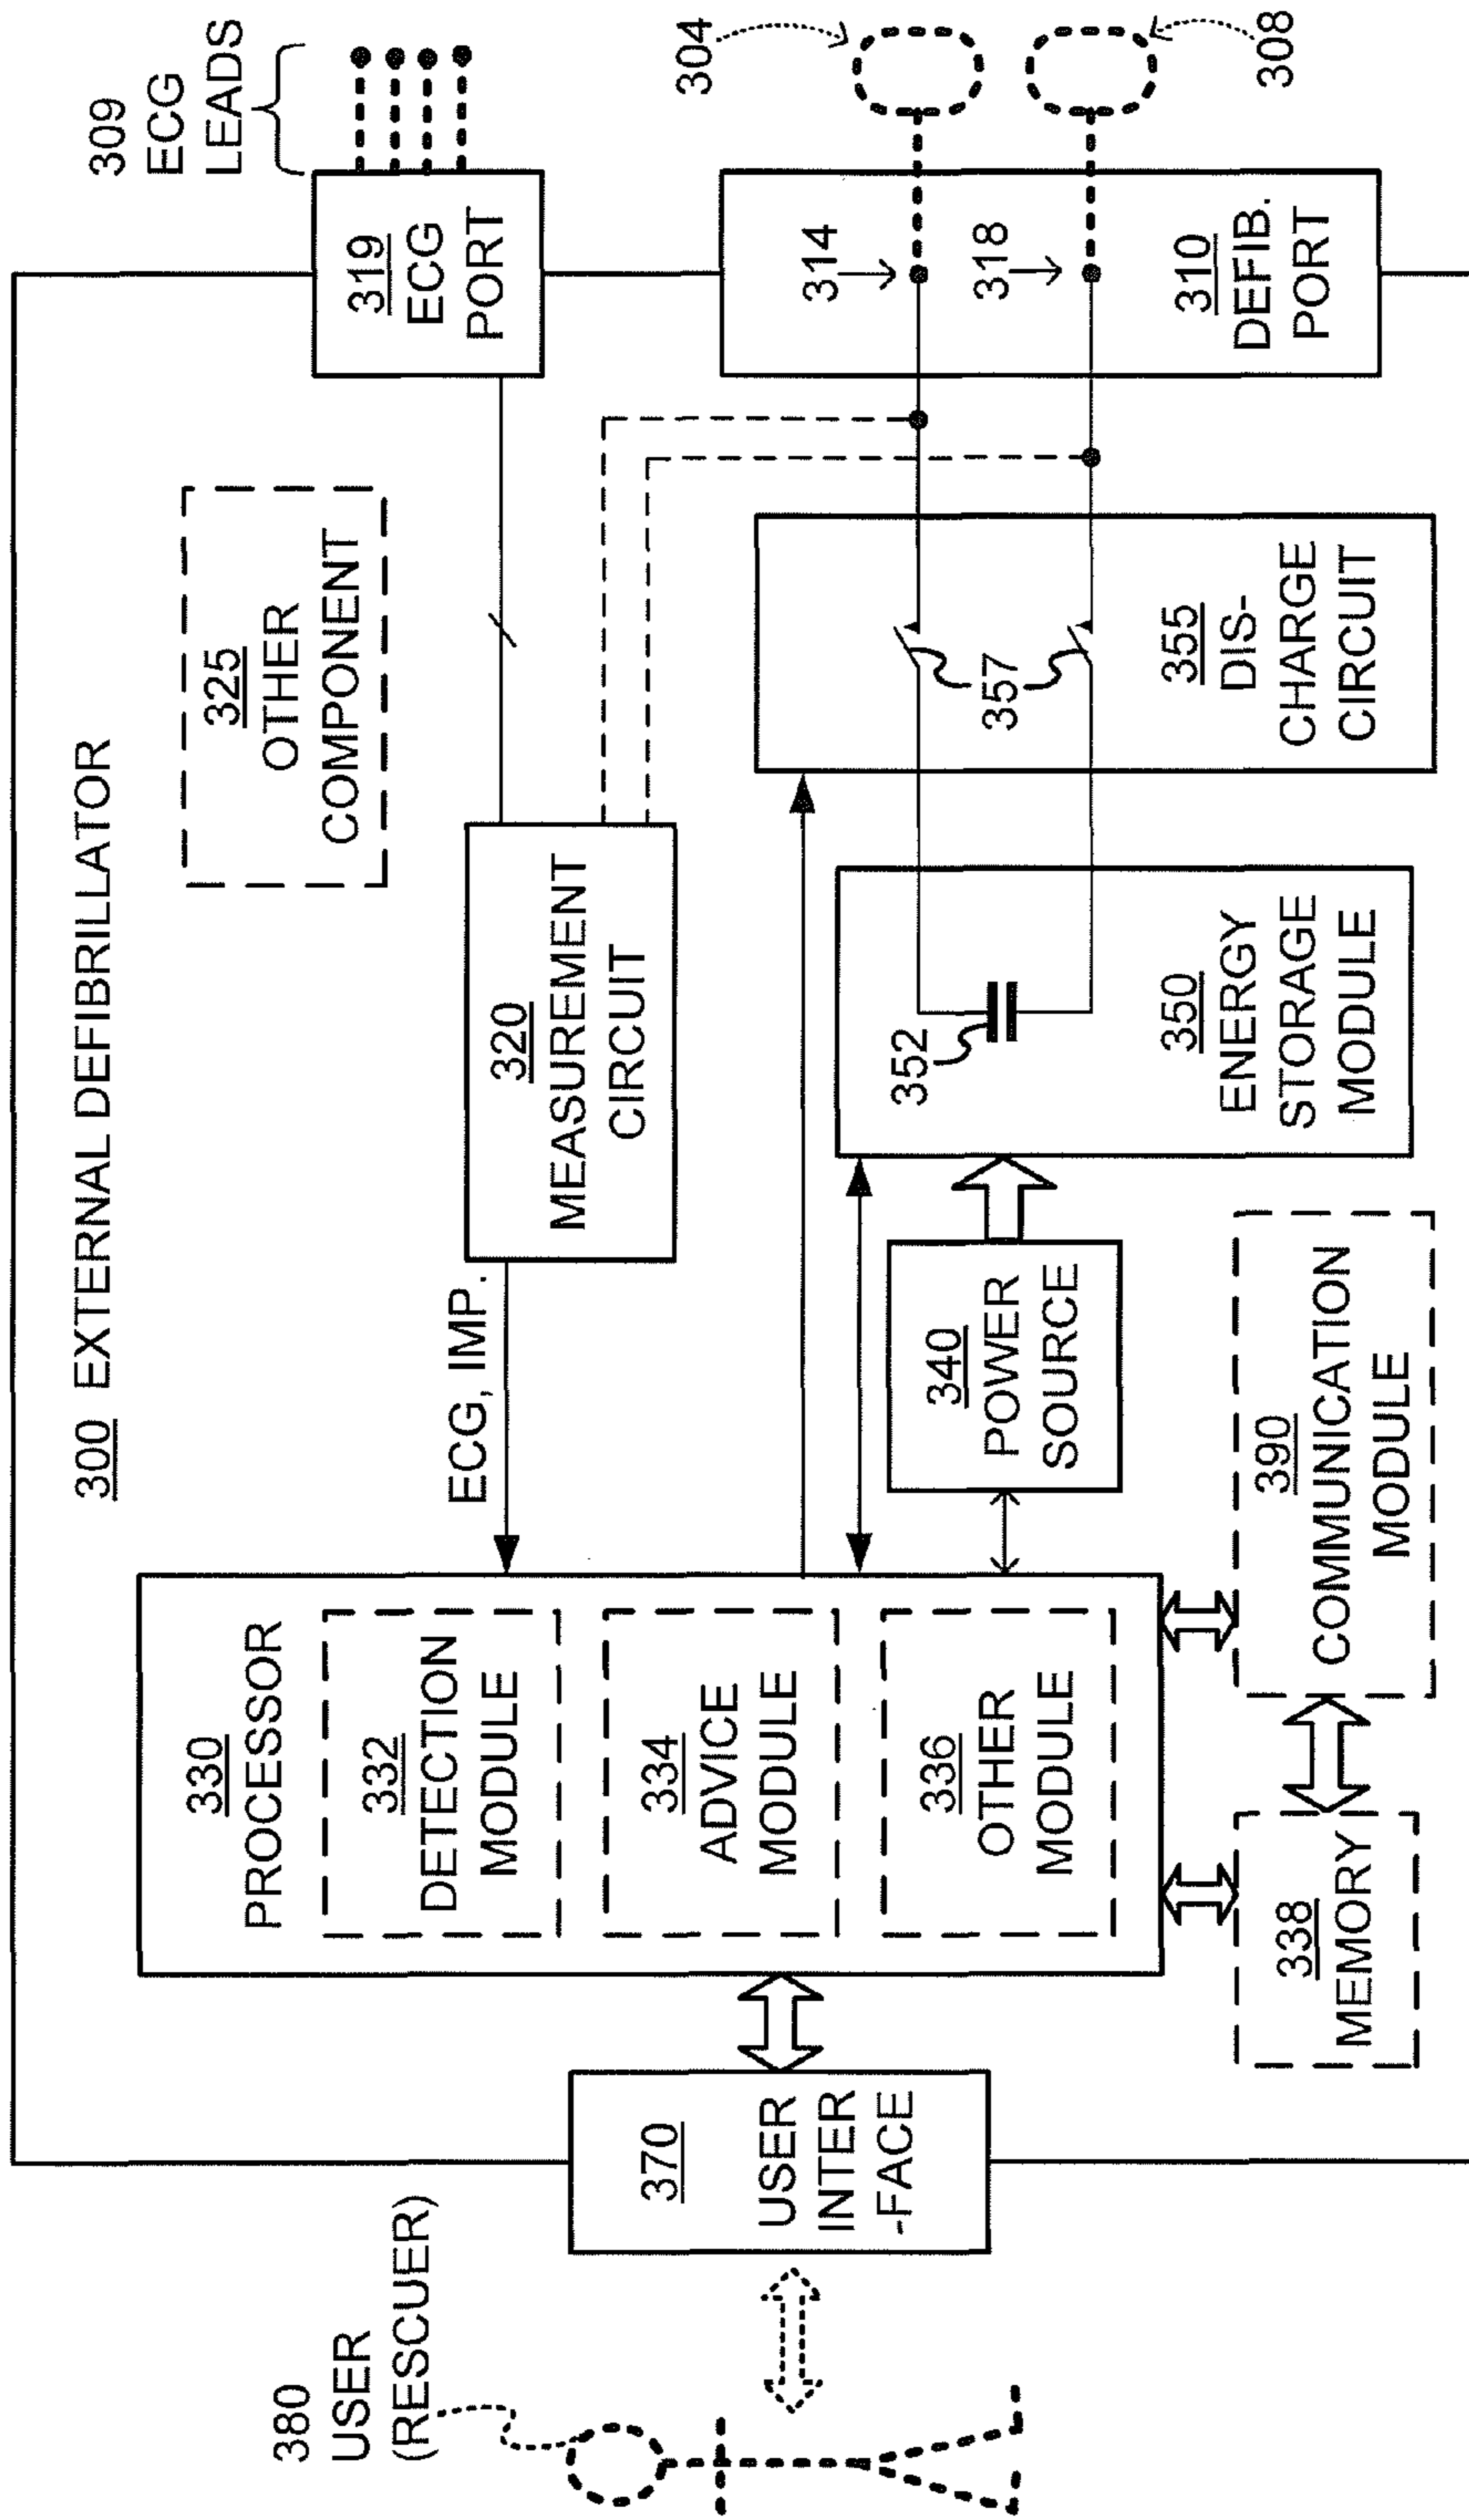 300 EXTERNAL DEFIBRILLATOR
380
USER
(RESCUER)
370
USER
INTER
-FACE
330
PROCESSOR
332
DETECTION
MODULE
334
ADVICE
MODULE
336
OTHER
MODULE
338
MEMORY
390
COMMUNICATION
MODULE
ECG, IMP.
340
POWER
SOURCE
320
MEASUREMENT
CIRCUIT
352
350
ENERGY
STORAGE
MODULE
325
OTHER
COMPONENT
357
355
DIS-
CHARGE
CIRCUIT
309
ECG
LEADS
319
ECG
PORT
314
318
310
DEFIB.
PORT
304
308